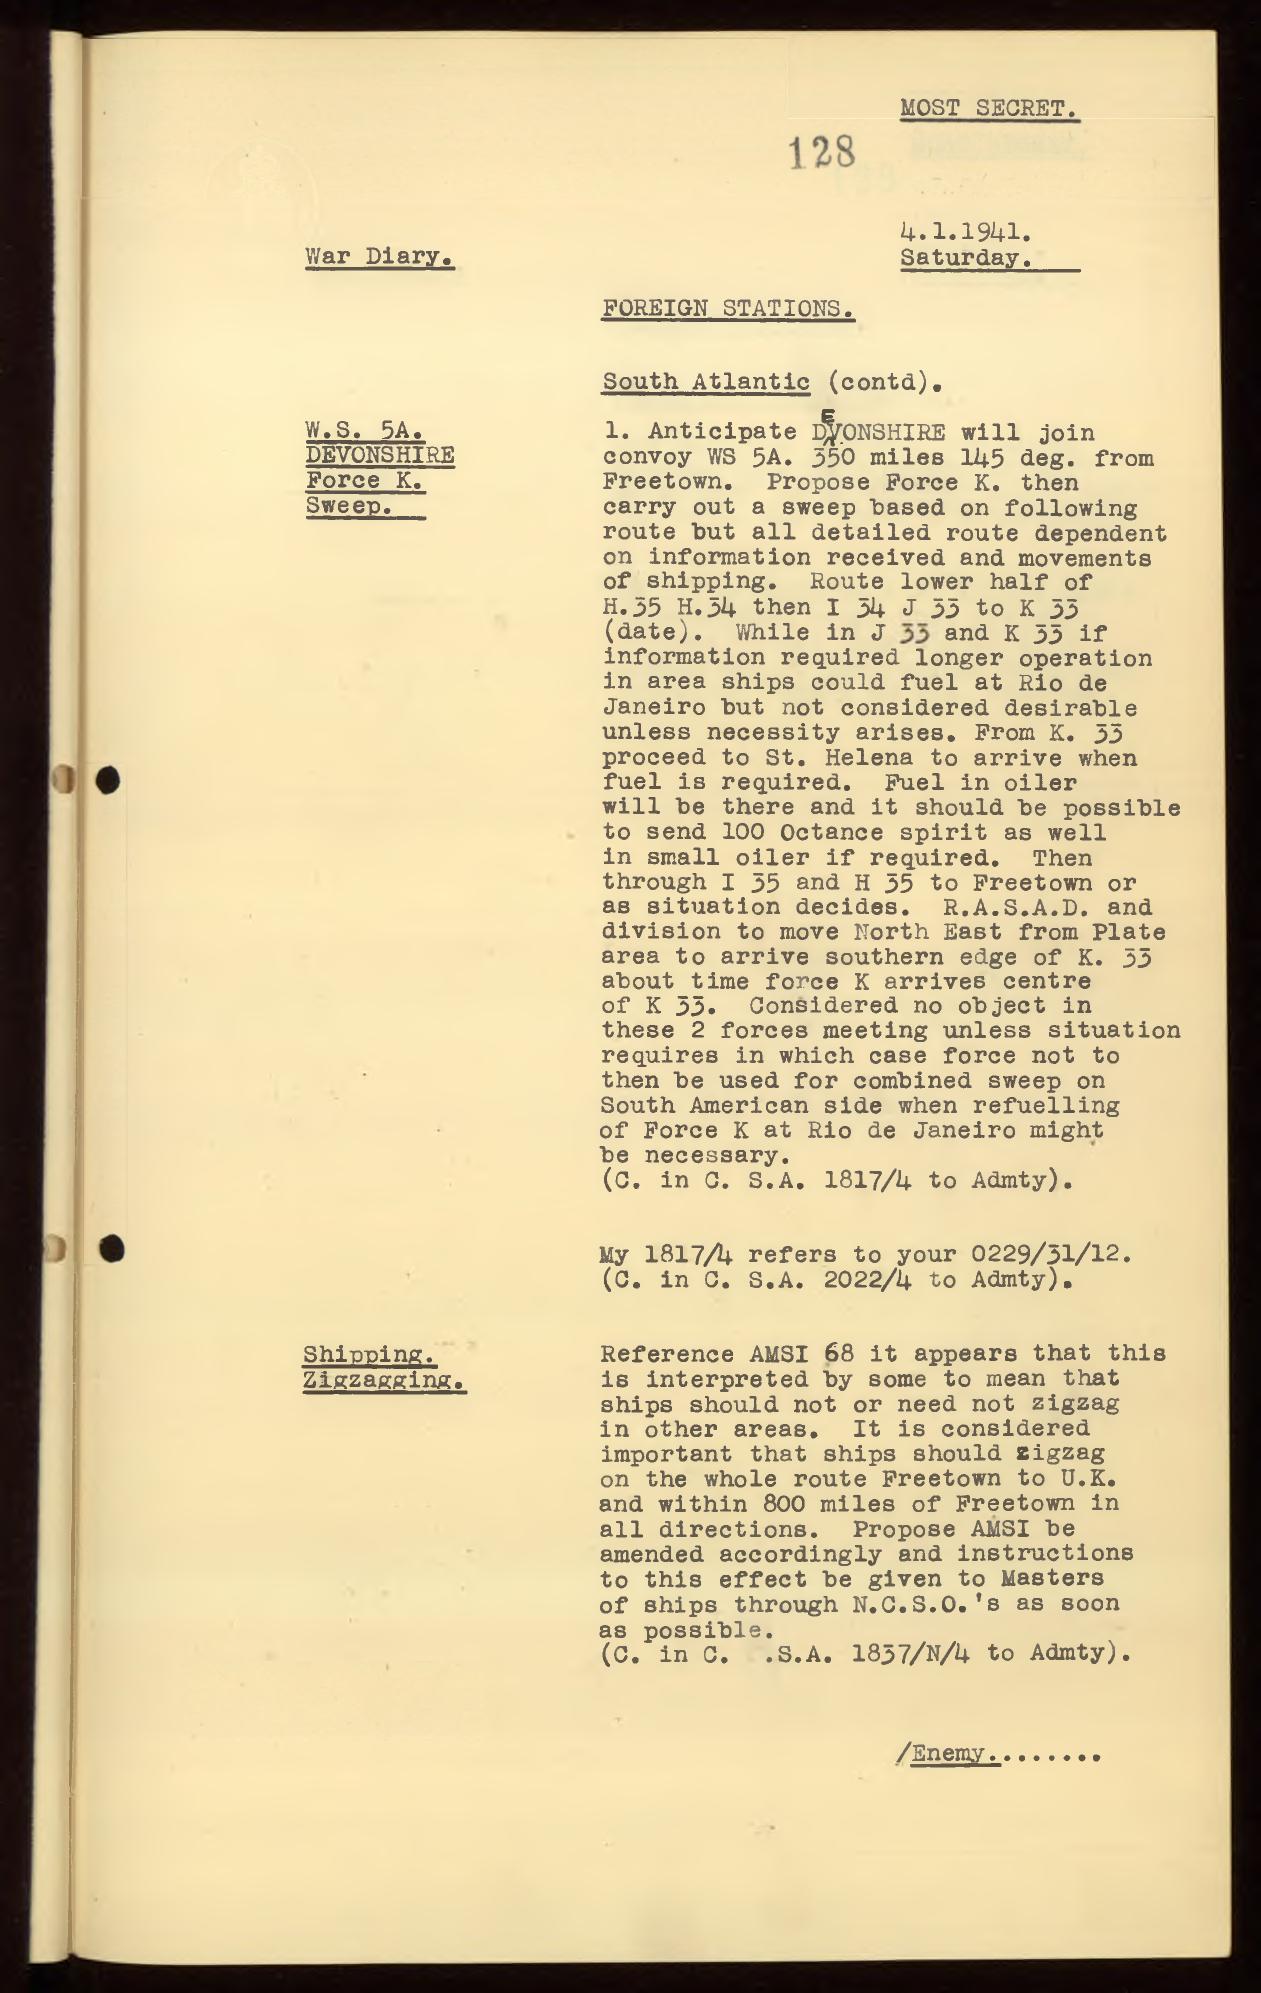 MOST SECRET.
128
4.1.1941.
War Diary.
Saturday.
FOREIGN STATIONS.
South Atlantic (contd).
W.S. 5A.
DEVONSHIRE
Force K.
Sweep.
1. Anticipate DEVONSHIRE will join
convoy WS 5A. 350 miles 145 deg. from
Freetown. Propose Force K. then
carry out a sweep based on following
route but all detailed route dependent
on information received and movements
of shipping. Route lower half of
H.35 H.34 then I 34 J 33 to K 33
(date). While in J 33 and K 33 if
information required longer operation
in area ships could fuel at Rio de
Janeiro but not considered desirable
unless necessity arises. From K. 33
proceed to St. Helena to arrive when
fuel is required. Fuel in oiler
will be there and it should be possible
to send 100 Octance spirit as well
in small oiler if required. Then
through I 35 and H 35 to Freetown or
as situation decides. R.A.S.A.D. and
division to move North East from Plate
area to arrive southern edge of K. 33
about time force K arrives centre
of K 33. Considered no object in
these 2 forces meeting unless situation
requires in which case force not to
then be used for combined sweep on
South American side when refuelling
of Force K at Rio de Janeiro might
be necessary.
(C. in C. S.A. 1817/4 to Admty).
My 1817/4 refers to your 0229/31/12.
(C. in C. S.A. 2022/4 to Admty).
Shipping.
Zigzagging.
Reference AMSI 68 it appears that this
is interpreted by some to mean that
ships should not or need not zigzag
in other areas. It is considered
important that ships should zigzag
on the whole route Freetown to U.K.
and within 800 miles of Freetown in
all directions. Propose AMSI be
amended accordingly and instructions
to this effect be given to Masters
of ships through N.C.S.O.'s as soon
as possible.
(C. in C. .S.A. 1837/N/4 to Admty).
/Enemy........